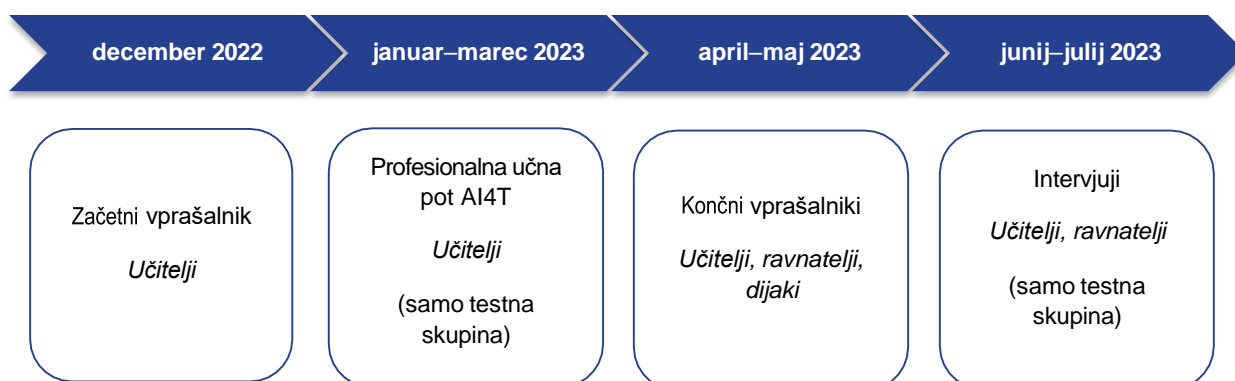 december 2022
januar–marec 2023
april–maj 2023
junij–julij 2023
Začetni vprašalnik
Učitelji
Profesionalna učna
pot AI4T
Učitelji
(samo testna
skupina)
Končni vprašalniki
Učitelji, ravnatelji,
dijaki
Intervjuji
Učitelji, ravnatelji
(samo testna
skupina)